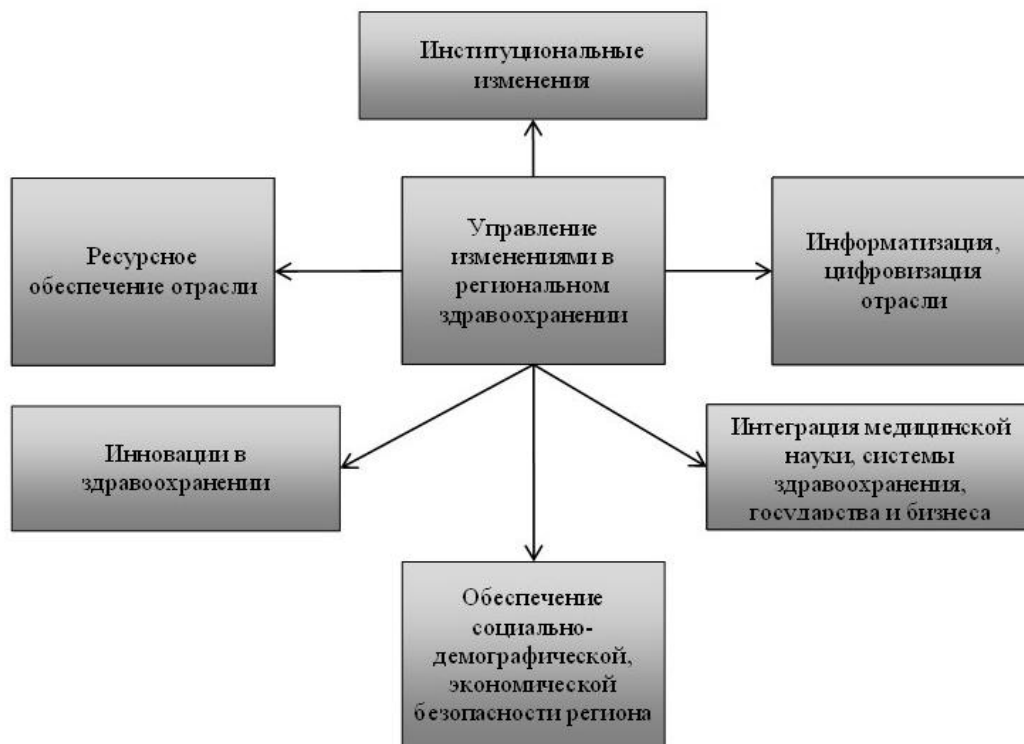 Институциональные
изменения
Ресурсное
обеспечение отрасли
Управление
изменениями в
региональном
здравоохранении
Информатизация,
цифровизация
отрасли
Инновации в
здравоохранении
Интеграция медицинской
науки, системы
здравоохранения,
государства и бизнеса
Обеспечение
социально-
демографической,
экономической
безопасности региона